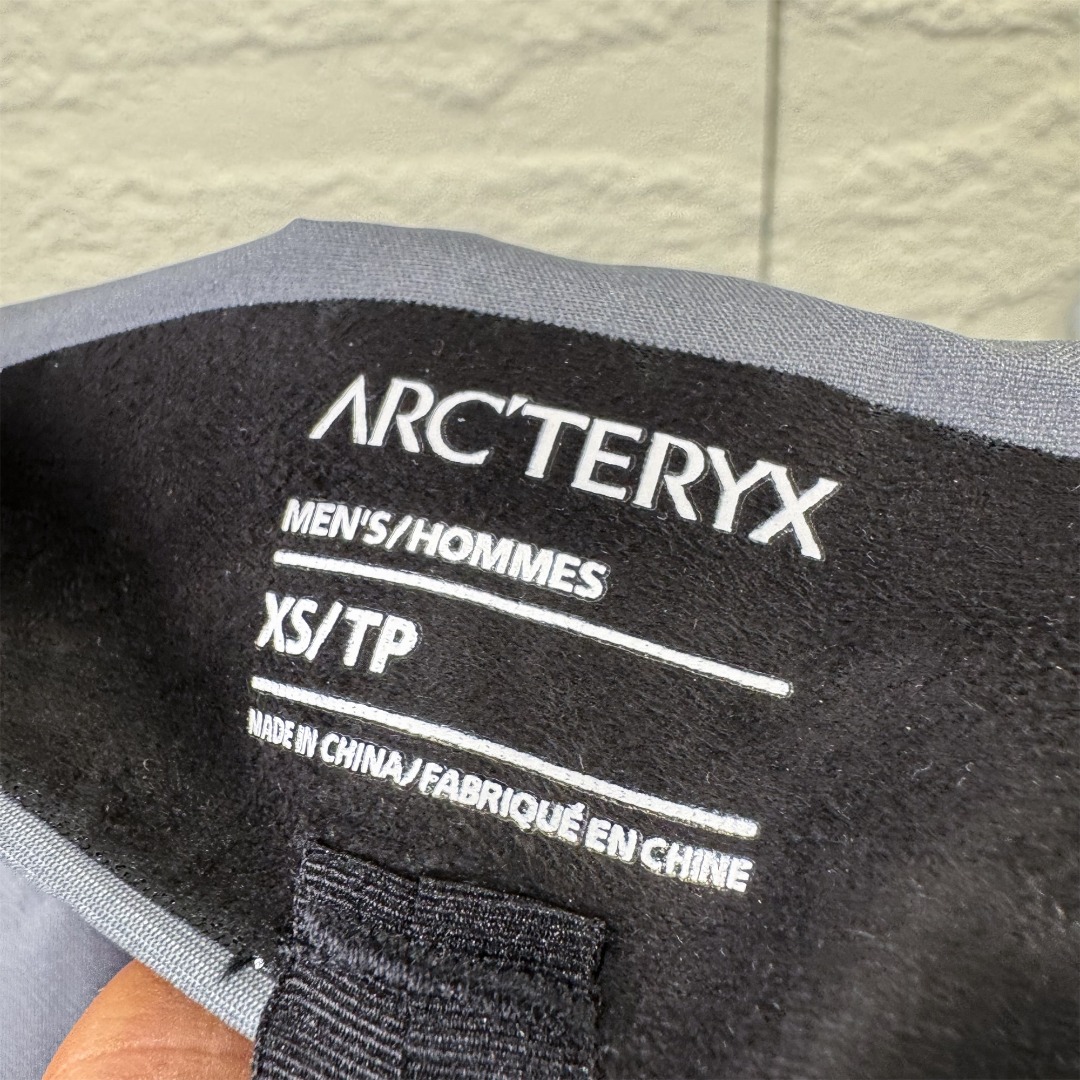 ARC'TERYX
MEN'S/HOMMES
XS/TP
MADE IN CHINA/FABRIQUÉ EN CHINE